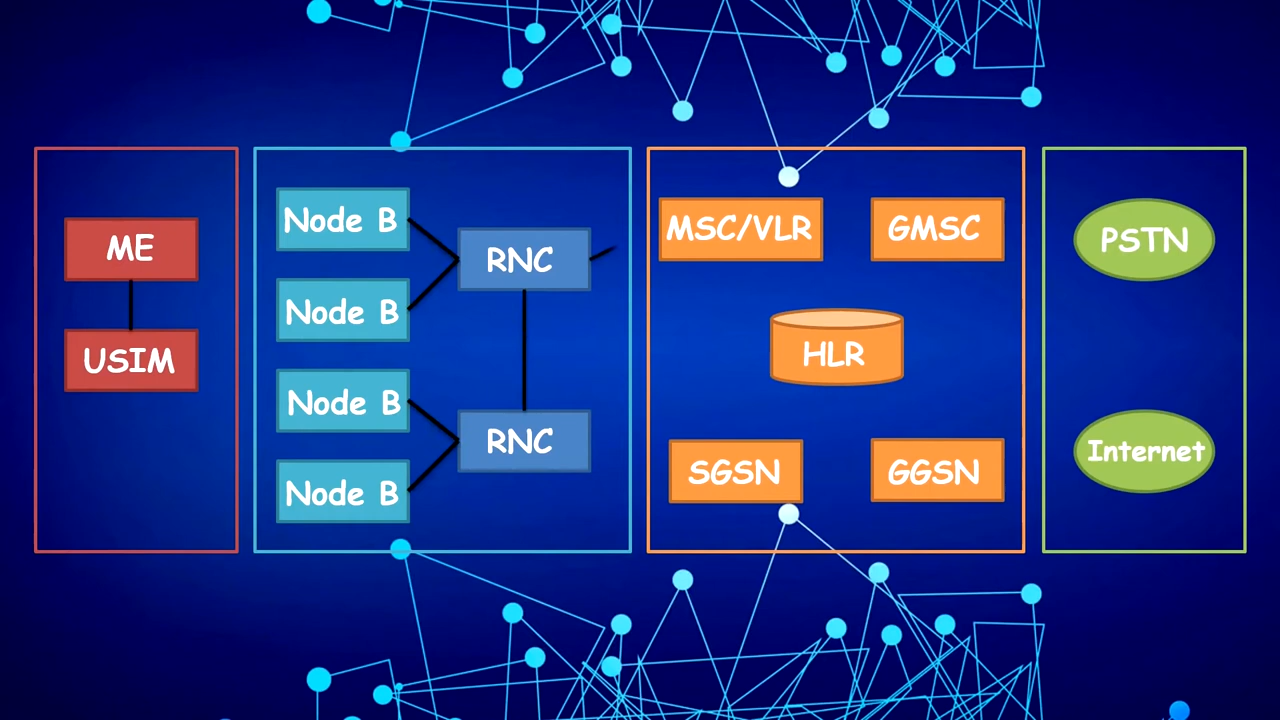 ME
USIM
Node B
Node B
Node B
Node B
RNC
RNC
MSC/VLR
GMSC
HLR
SGSN
GGSN
PSTN
Internet